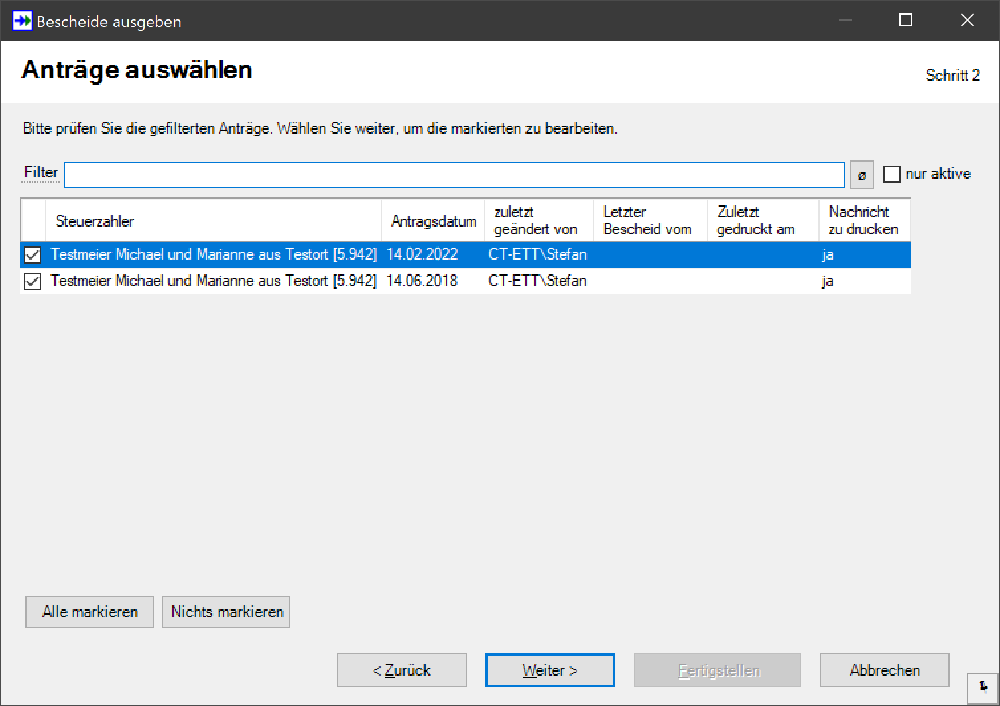 Bescheide ausgeben
Anträge auswählen
Schritt 2
Bitte prüfen Sie die gefilterten Anträge. Wählen Sie weiter, um die markierten zu bearbeiten.
Filter ø nur aktive
Steuerzahler Antragsdatum zuletzt geändert von Letzter Bescheid vom Zuletzt gedruckt am Nachricht zu drucken
Testmeier Michael und Marianne aus Testort [5.942] 14.02.2022 CT-ETT\Stefan ja
Testmeier Michael und Marianne aus Testort [5.942] 14.06.2018 CT-ETT\Stefan ja
Alle markieren Nichts markieren
< Zurück Weiter > Fertigstellen Abbrechen